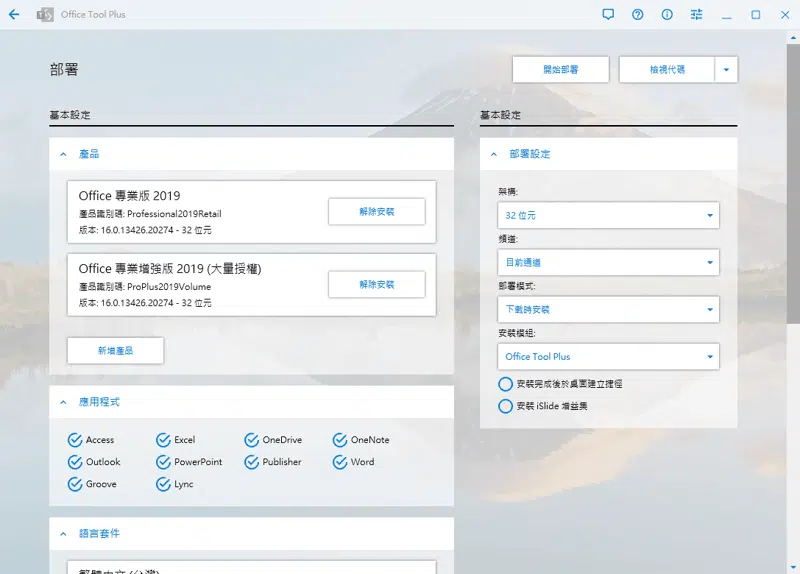 Office Tool Plus
部署
開始部署
檢視代碼
基本設定
產品
Office 專業版 2019
產品識別碼: Professional2019Retail
版本: 16.0.13426.20274 - 32 位元
解除安裝
Office 專業增強版 2019 (大量授權)
產品識別碼: ProPlus2019Volume
版本: 16.0.13426.20274 - 32 位元
解除安裝
新增產品
應用程式
Access
Excel
OneDrive
OneNote
Outlook
PowerPoint
Publisher
Word
Groove
Lync
語言套件
繁體中文 (台灣)
基本設定
部署設定
架構:
32 位元
頻道:
目前通道
部署模式:
下載時安裝
安裝模組:
Office Tool Plus
安裝完成後於桌面建立捷徑
安裝 iSlide 增益集